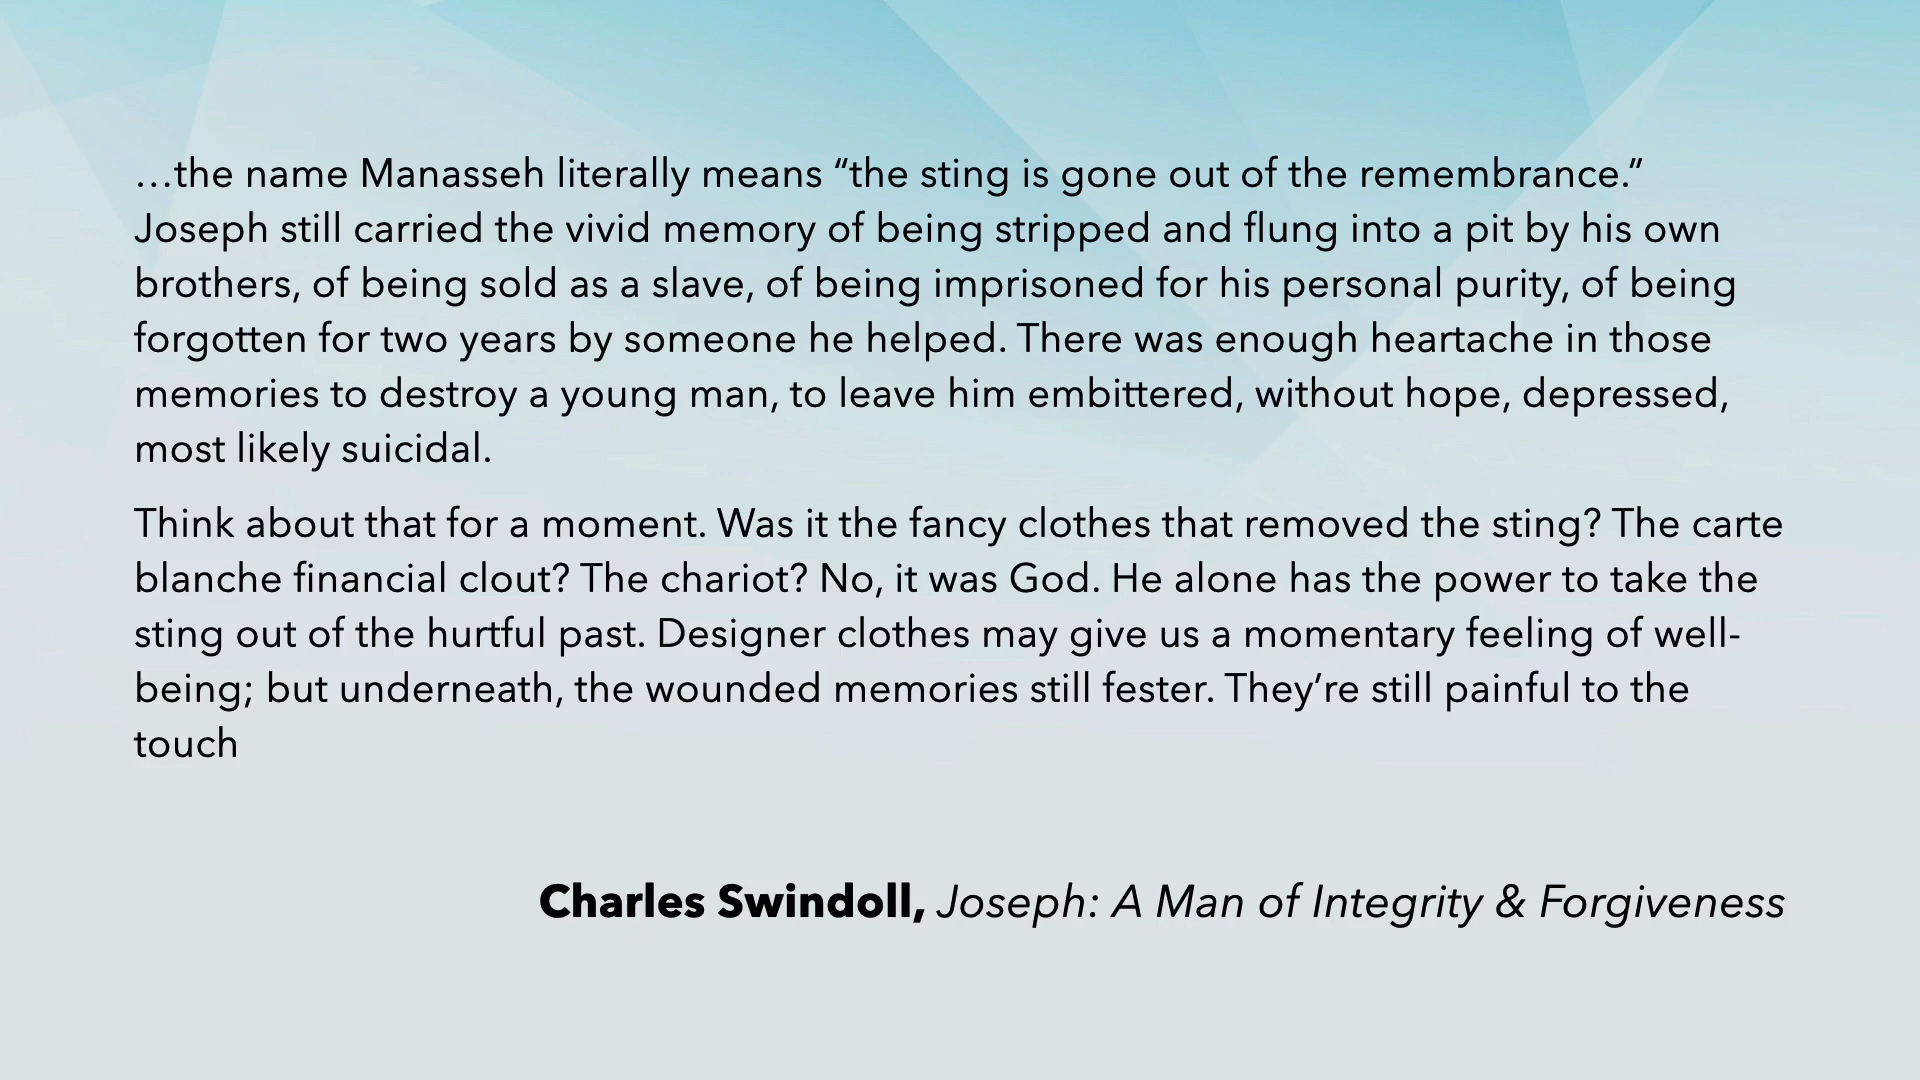 …the name Manasseh literally means “the sting is gone out of the remembrance.”
Joseph still carried the vivid memory of being stripped and flung into a pit by his own
brothers, of being sold as a slave, of being imprisoned for his personal purity, of being
forgotten for two years by someone he helped. There was enough heartache in those
memories to destroy a young man, to leave him embittered, without hope, depressed,
most likely suicidal.
Think about that for a moment. Was it the fancy clothes that removed the sting? The carte
blanche financial clout? The chariot? No, it was God. He alone has the power to take the
sting out of the hurtful past. Designer clothes may give us a momentary feeling of well-
being; but underneath, the wounded memories still fester. They’re still painful to the
touch
Charles Swindoll, Joseph: A Man of Integrity & Forgiveness